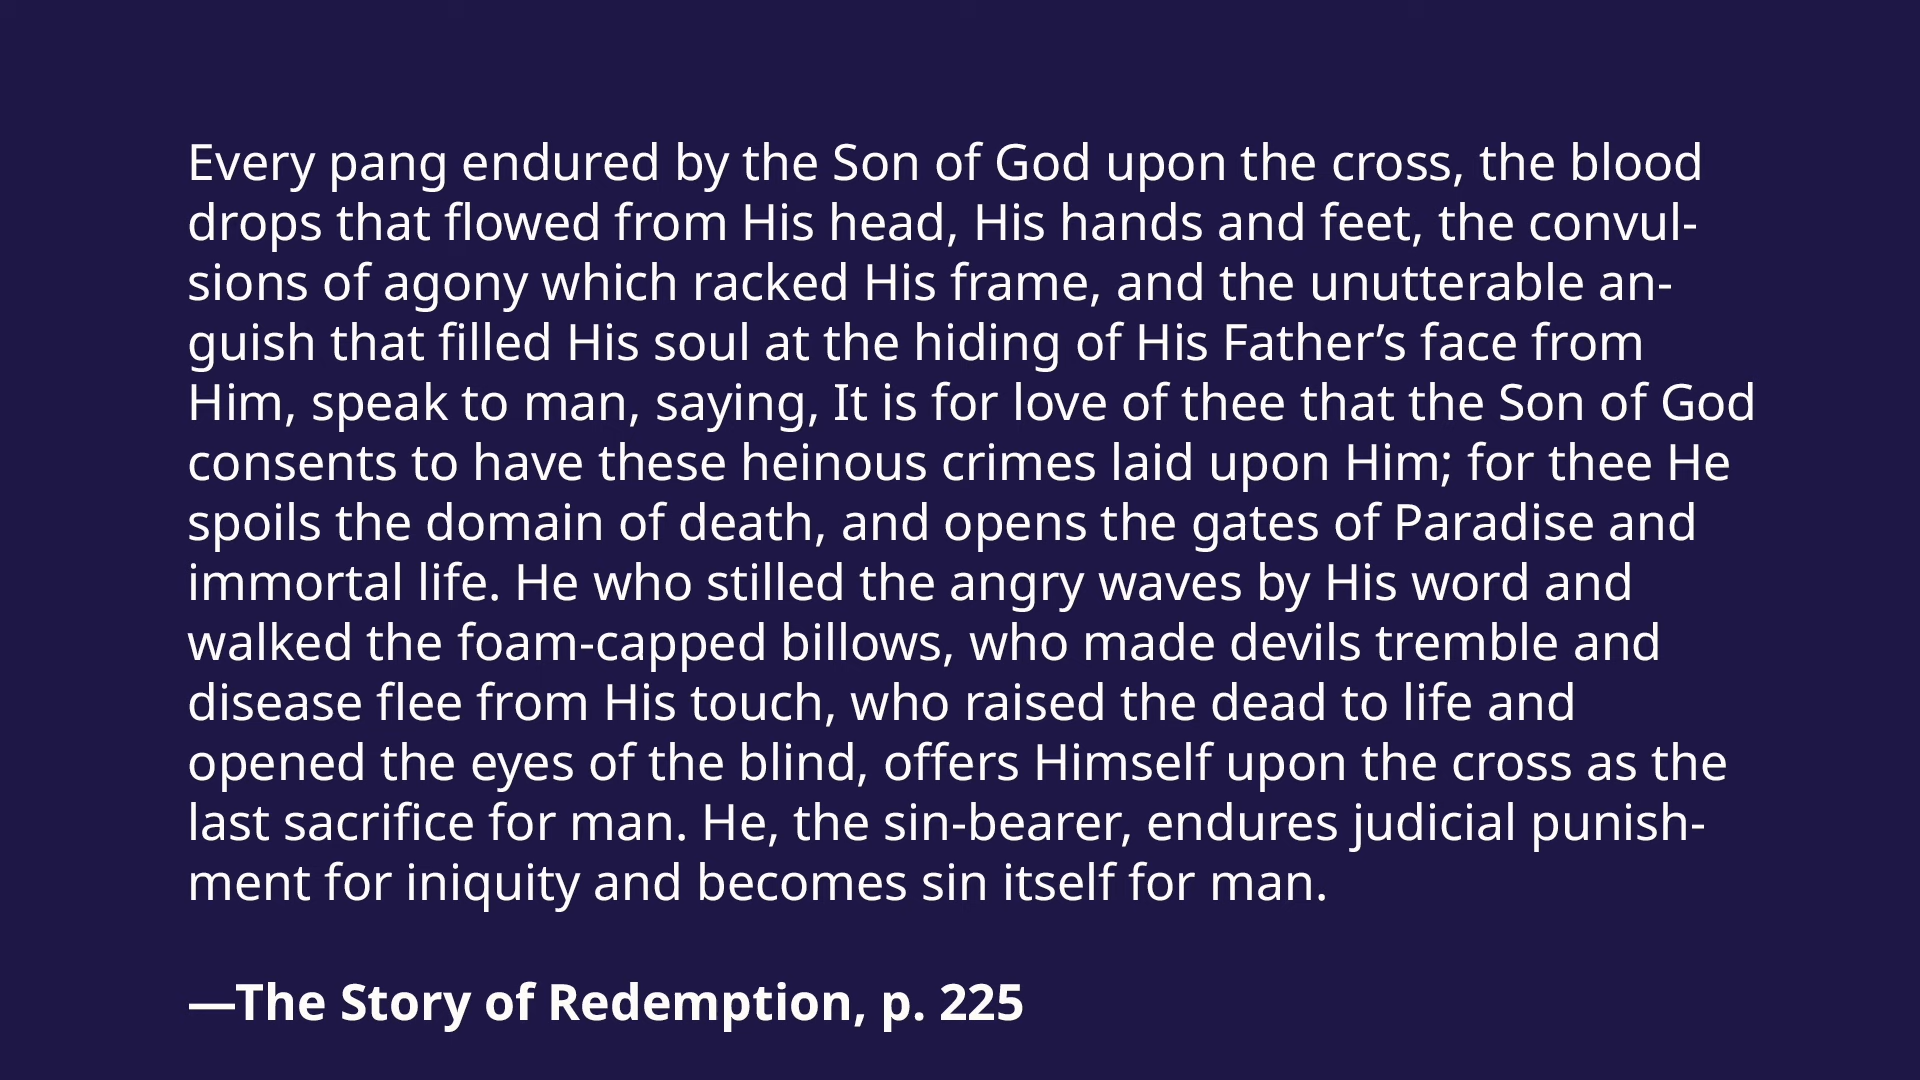 Every pang endured by the Son of God upon the cross, the blood
drops that flowed from His head, His hands and feet, the convul-
sions of agony which racked His frame, and the unutterable an-
guish that filled His soul at the hiding of His Father’s face from
Him, speak to man, saying, It is for love of thee that the Son of God
consents to have these heinous crimes laid upon Him; for thee He
spoils the domain of death, and opens the gates of Paradise and
immortal life. He who stilled the angry waves by His word and
walked the foam-capped billows, who made devils tremble and
disease flee from His touch, who raised the dead to life and
opened the eyes of the blind, offers Himself upon the cross as the
last sacrifice for man. He, the sin-bearer, endures judicial punish-
ment for iniquity and becomes sin itself for man.
—The Story of Redemption, p. 225